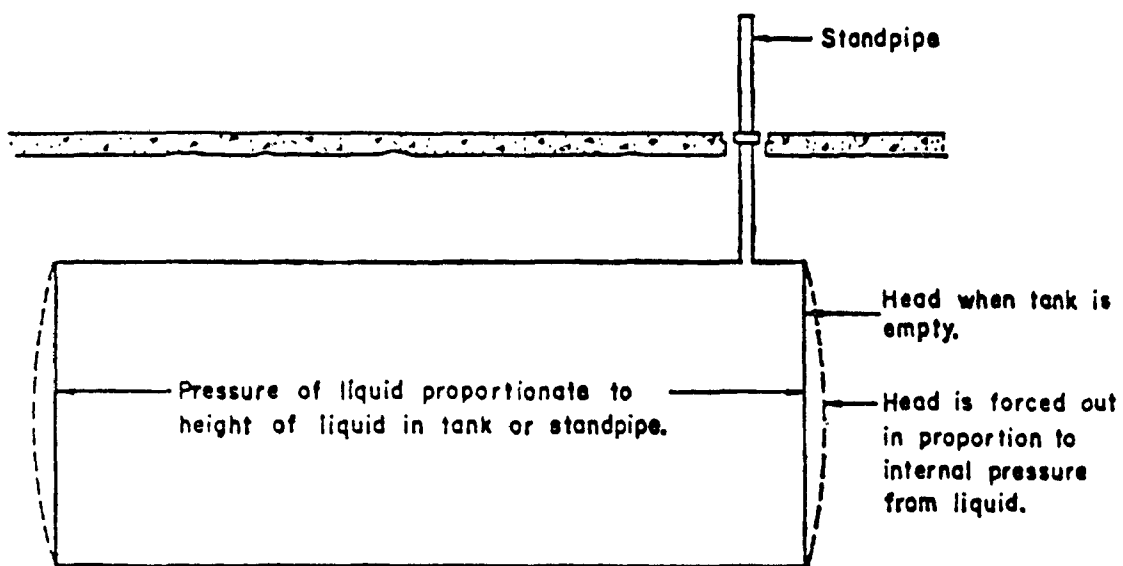 Standpipe
Head when tank is
empty.
Pressure of liquid proportionate to
height of liquid in tank or standpipe.
Head is forced out
in proportion to
internal pressure
from liquid.